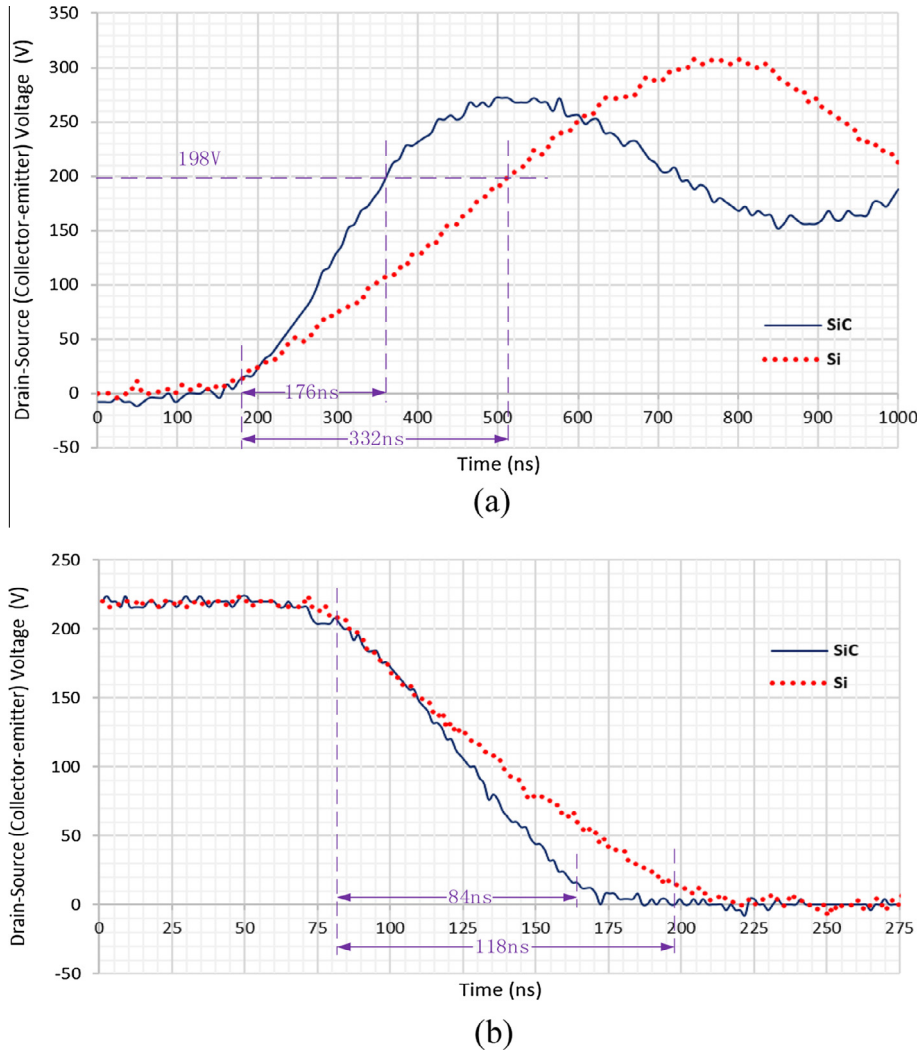 Drain-Source (Collector-emitter) Voltage (V)
350
300
250
200
150
100
50
0
-50
198V
SiC
Si
176ns
332ns
0 100 200 300 400 500 600 700 800 900 1000
Time (ns)
(a)
Drain-Source (Collector-emitter) Voltage (V)
250
200
150
100
50
0
-50
SiC
Si
84ns
118ns
0 25 50 75 100 125 150 175 200 225 250 275
Time (ns)
(b)